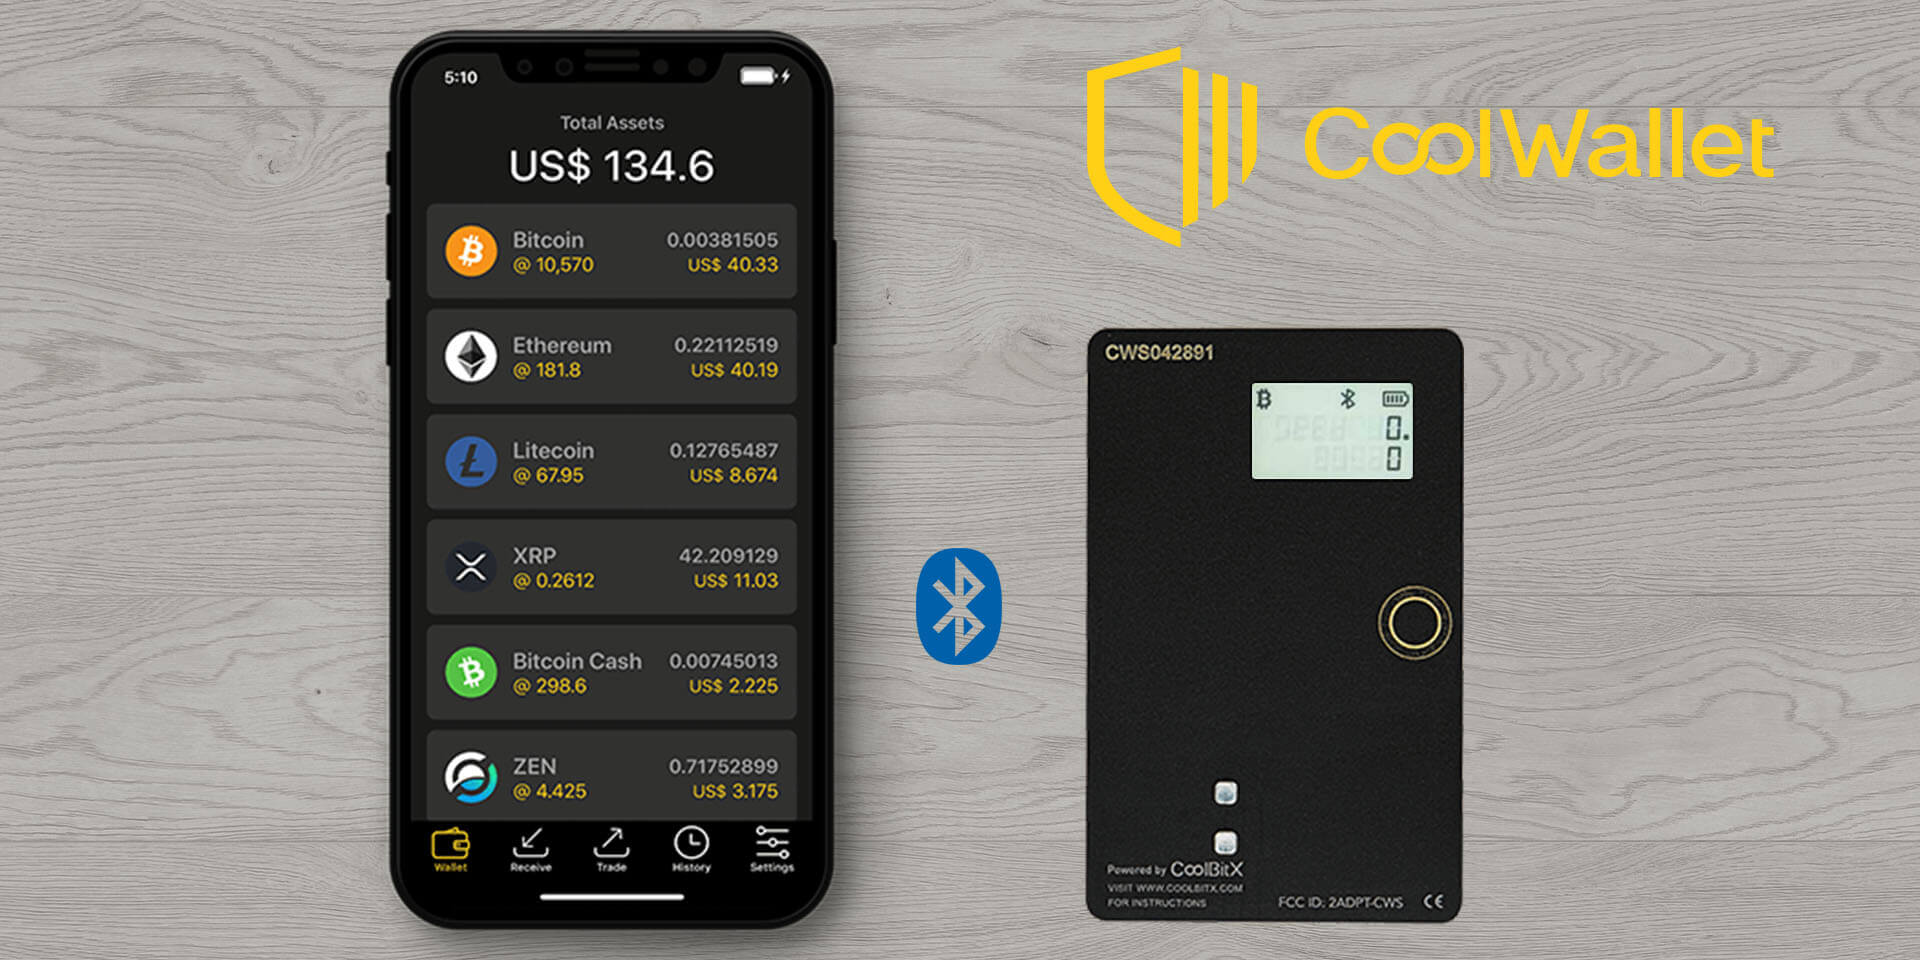 5:10
Total Assets
US$ 134.6
Bitcoin 0.00381505
@ 10,570 US$ 40.33
Ethereum 0.22112519
@ 181.8 US$ 40.19
Litecoin 0.12765487
@ 67.95 US$ 8.674
XRP 42.209129
@ 0.2612 US$ 11.03
Bitcoin Cash 0.00745013
@ 298.6 US$ 2.225
ZEN 0.71752899
@ 4.425 US$ 3.175
Wallet Receive Trade History Settings
CoolWallet
CWS042891
0.
0
Powered by CoolBitX
VISIT WWW.COOLBITX.COM
FOR INSTRUCTIONS
FCC ID: 2ADPT-CWS CE